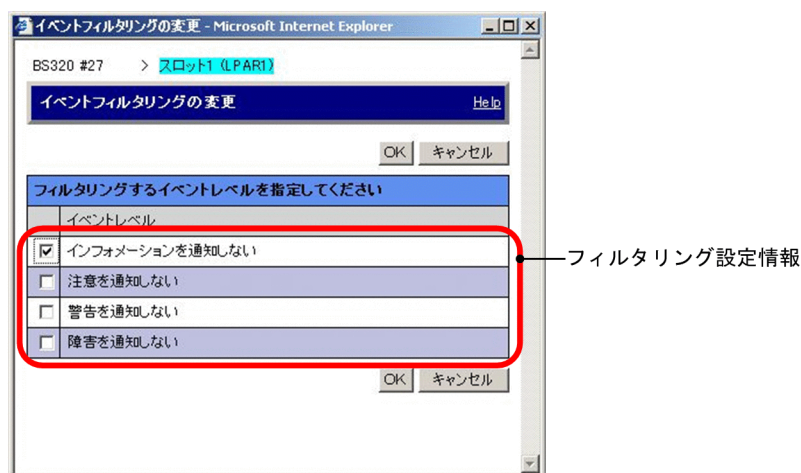 イベントフィルタリングの変更 - Microsoft Internet Explorer
BS320 #27 > スロット1 (LPAR1)
イベントフィルタリングの変更 Help
OK キャンセル
フィルタリングするイベントレベルを指定してください
イベントレベル
インフォメーションを通知しない
フィルタリング設定情報
注意を通知しない
警告を通知しない
障害を通知しない
OK キャンセル